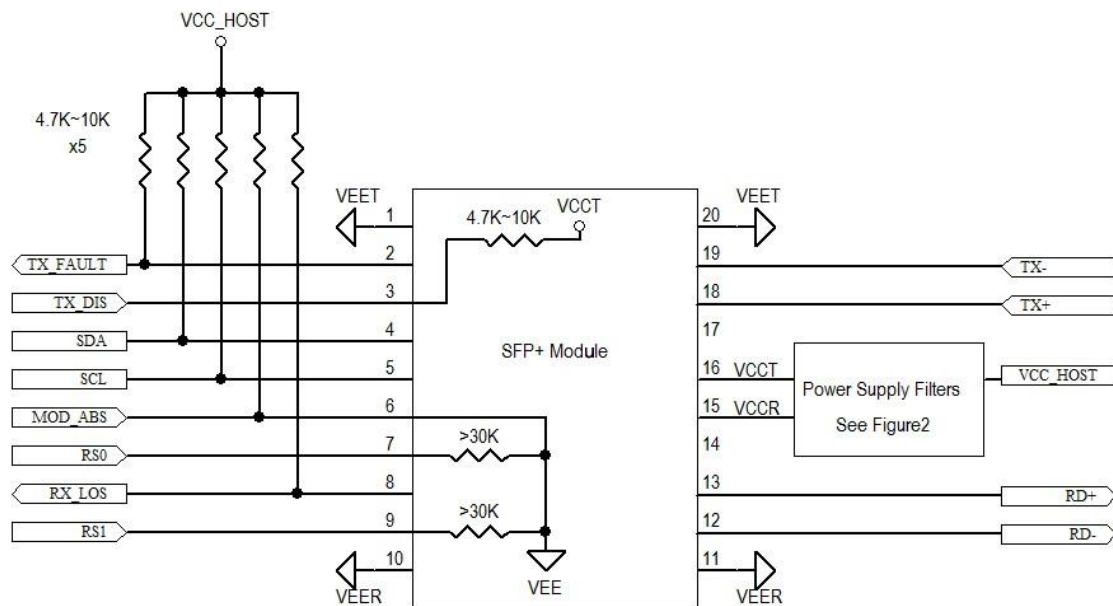 VCC_HOST
4.7K~10K
x5
VEET
1
4.7K~10K
VCCT
20
VEET
TX_FAULT
2
19
TX-
TX_DIS
3
18
TX+
SDA
4
17
SFP+ Module
SCL
5
16
VCCT
Power Supply Filters
See Figure2
VCC_HOST
MOD_ABS
6
15
VCCR
RS0
7
>30K
14
RX_LOS
8
13
RD+
RS1
9
>30K
12
RD-
10
VEER
VEE
11
VEER